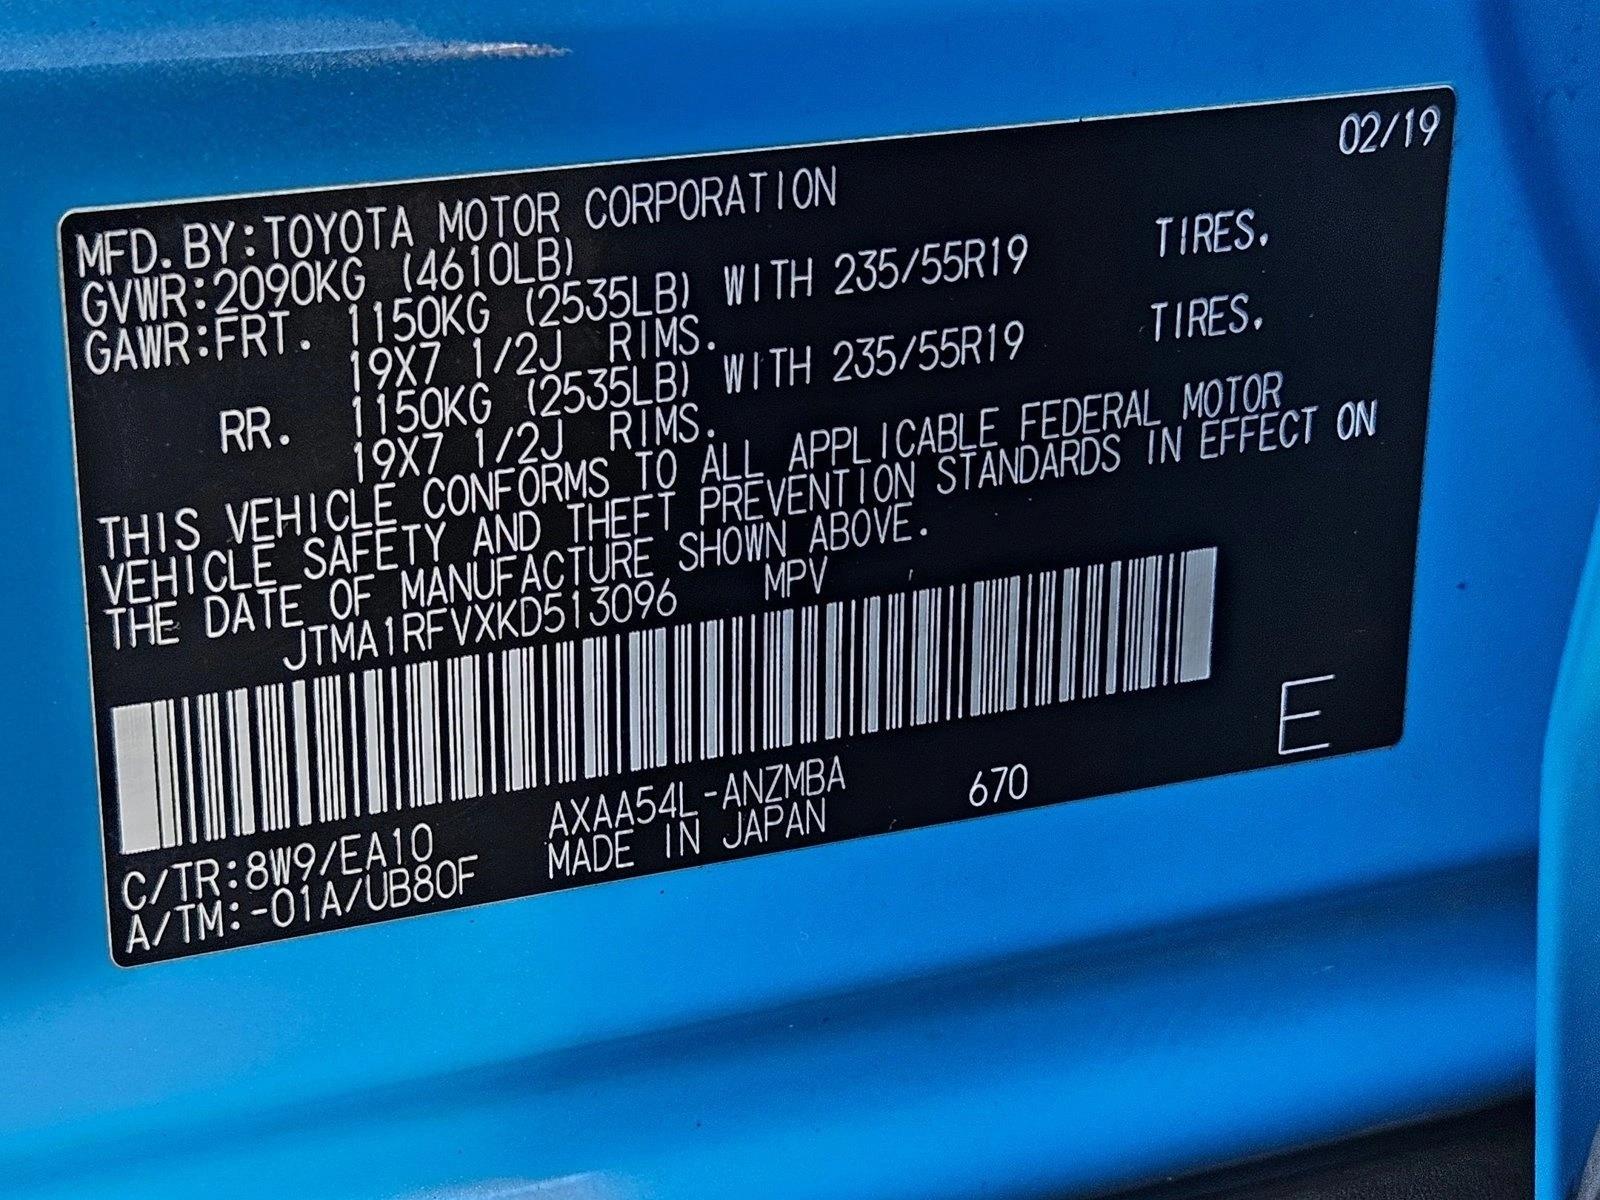 02/19
MFD.BY:TOYOTA MOTOR CORPORATION
GVWR:2090KG (4610LB)
GAWR:FRT. 1150KG (2535LB) WITH 235/55R19 TIRES.
19X7 1/2J RIMS.
RR. 1150KG (2535LB) WITH 235/55R19 TIRES.
19X7 1/2J RIMS.
THIS VEHICLE CONFORMS TO ALL APPLICABLE FEDERAL MOTOR
VEHICLE SAFETY AND THEFT PREVENTION STANDARDS IN EFFECT ON
THE DATE OF MANUFACTURE SHOWN ABOVE.
JTMA1RFVXKD513096 MPV
E
AXAA54L-ANZMBA 670
C/TR:8W9/EA10 MADE IN JAPAN
A/TM:-01A/UB80F